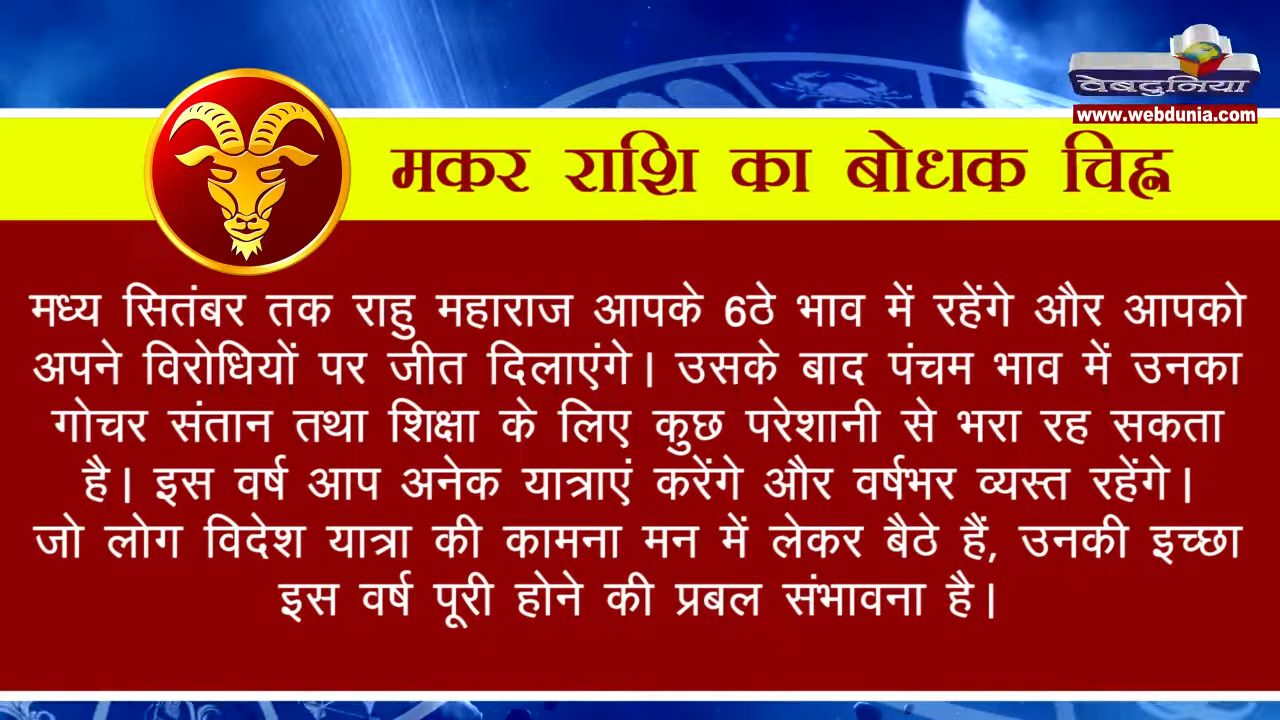 वेबदुनिया
www.webdunia.com
मकर राशि का बोधक चिह्न
मध्य सितंबर तक राहु महाराज आपके 6ठे भाव में रहेंगे और आपको
अपने विरोधियों पर जीत दिलाएंगे। उसके बाद पंचम भाव में उनका
गोचर संतान तथा शिक्षा के लिए कुछ परेशानी से भरा रह सकता
है। इस वर्ष आप अनेक यात्राएं करेंगे और वर्षभर व्यस्त रहेंगे।
जो लोग विदेश यात्रा की कामना मन में लेकर बैठे हैं, उनकी इच्छा
इस वर्ष पूरी होने की प्रबल संभावना है।